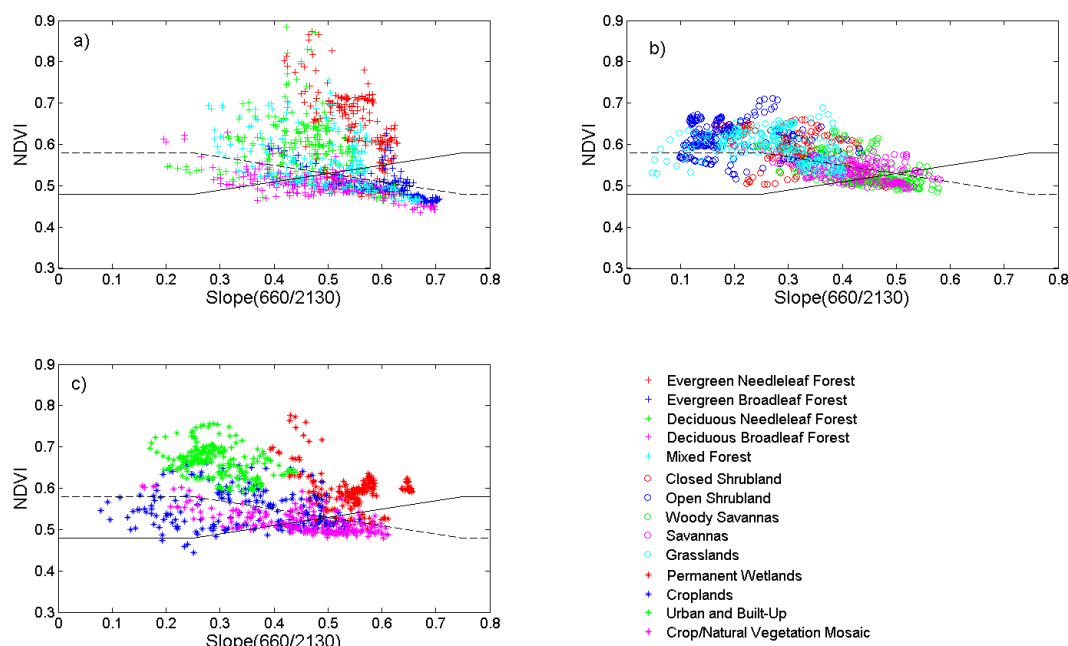 a)
0.9
0.8
0.7
0.6
0.5
0.4
0.3
NDVI
0 0.1 0.2 0.3 0.4 0.5 0.6 0.7 0.8
Slope(660/2130)
b)
0.9
0.8
0.7
0.6
0.5
0.4
0.3
NDVI
0 0.1 0.2 0.3 0.4 0.5 0.6 0.7 0.8
Slope(660/2130)
c)
0.9
0.8
0.7
0.6
0.5
0.4
0.3
NDVI
0 0.1 0.2 0.3 0.4 0.5 0.6 0.7 0.8
Slope(660/2130)
Evergreen Needleleaf Forest
Evergreen Broadleaf Forest
Deciduous Needleleaf Forest
Deciduous Broadleaf Forest
Mixed Forest
Closed Shrubland
Open Shrubland
Woody Savannas
Savannas
Grasslands
Permanent Wetlands
Croplands
Urban and Built-Up
Crop/Natural Vegetation Mosaic